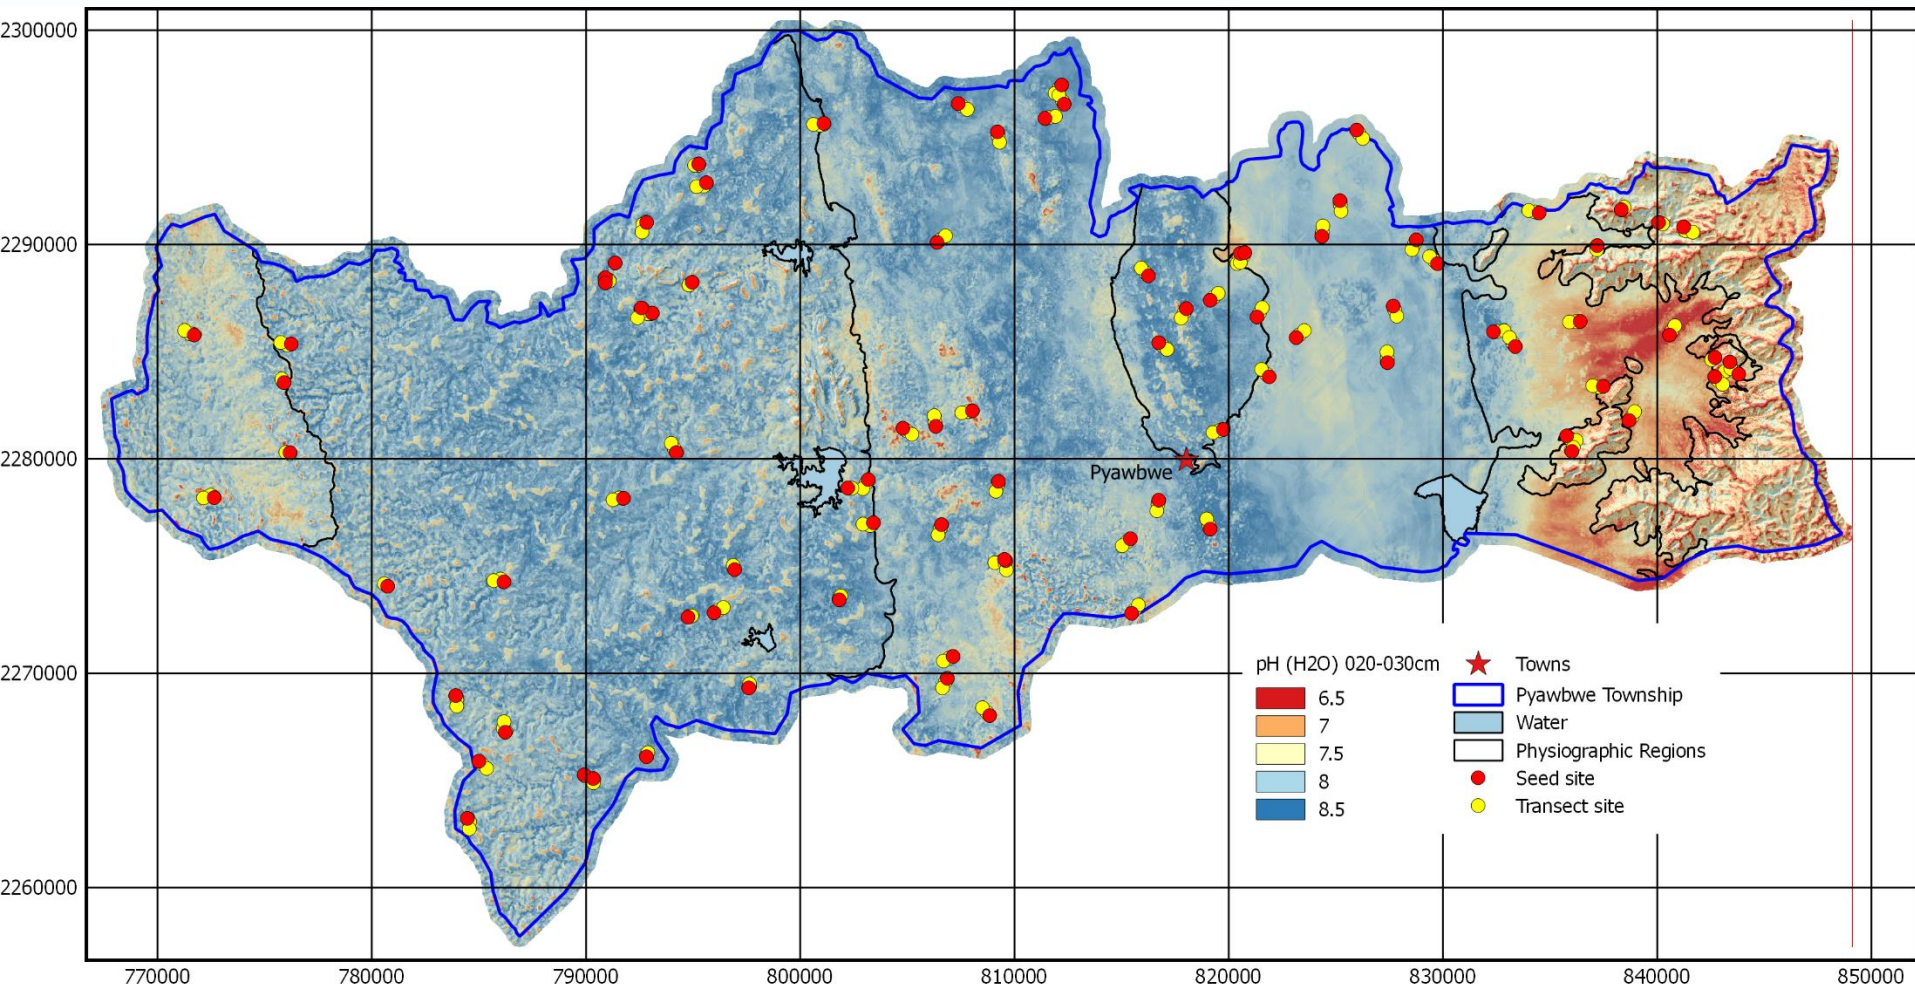 2300000
2290000
2280000
2270000
2260000
Pyawbwe
pH (H2O) 020-030cm
6.5
7
7.5
8
8.5
Towns
Pyawbwe Township
Water
Physiographic Regions
Seed site
Transect site
770000 780000 790000 800000 810000 820000 830000 840000 850000